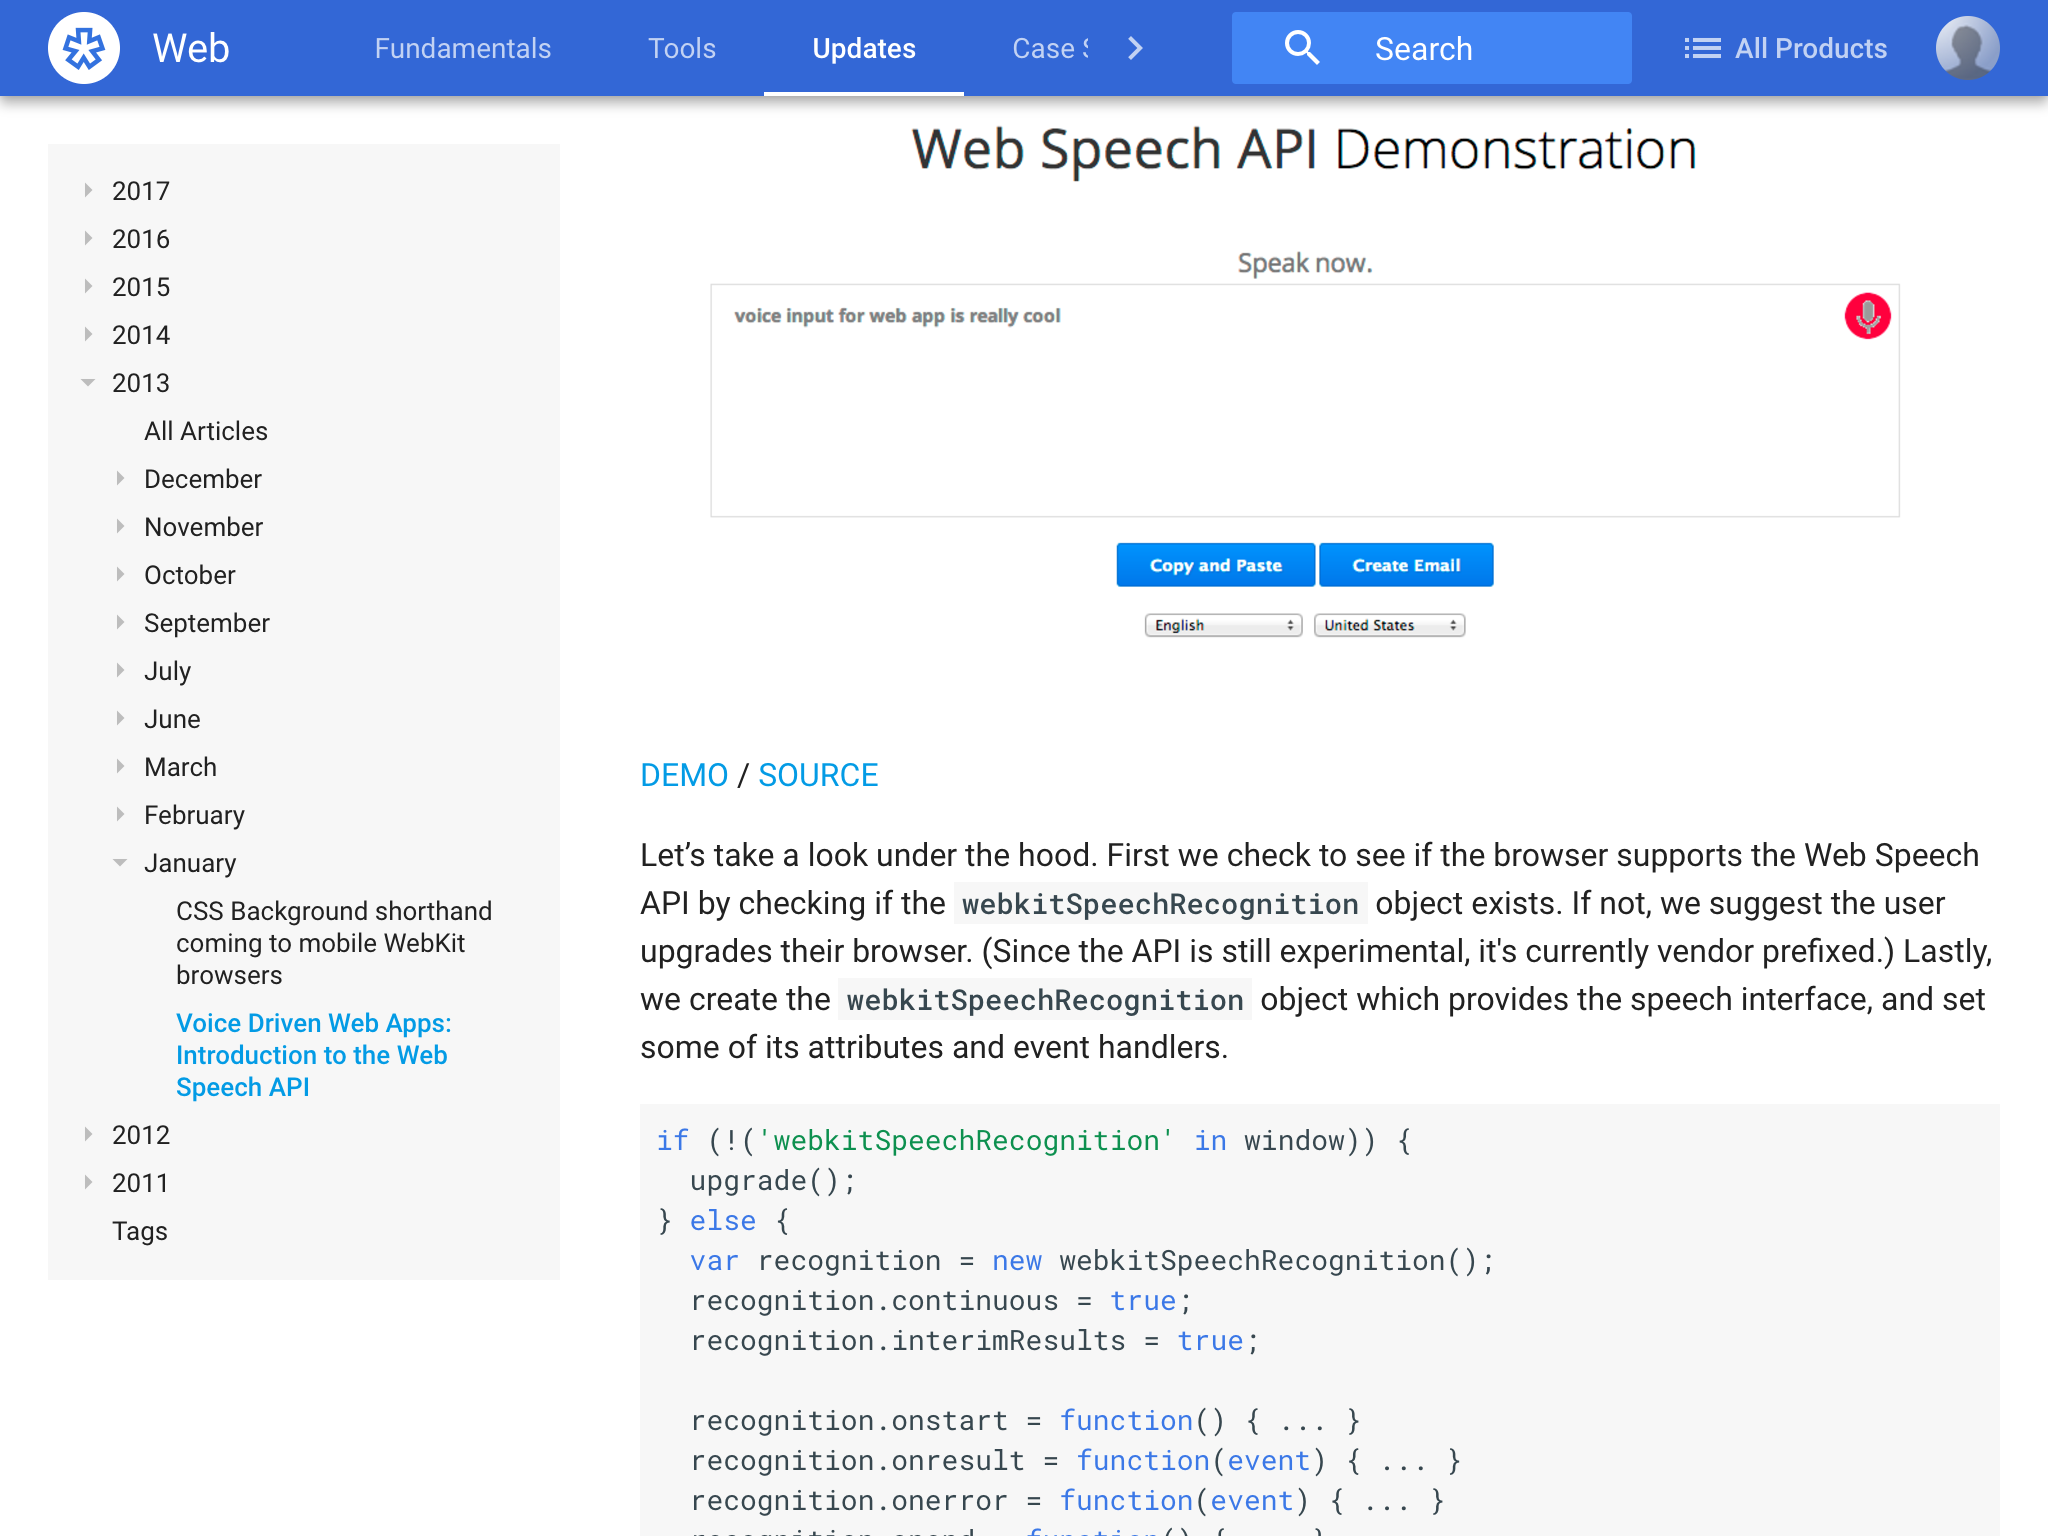 Web
Fundamentals
Tools
Updates
Case
Search
All Products
2017
2016
2015
2014
2013
All Articles
December
November
October
September
July
June
March
February
January
CSS Background shorthand
coming to mobile WebKit
browsers
Voice Driven Web Apps:
Introduction to the Web
Speech API
2012
2011
Tags
Web Speech API Demonstration
Speak now.
voice input for web app is really cool
Copy and Paste
Create Email
English
United States
DEMO / SOURCE
Let’s take a look under the hood. First we check to see if the browser supports the Web Speech
API by checking if the webkitSpeechRecognition object exists. If not, we suggest the user
upgrades their browser. (Since the API is still experimental, it's currently vendor prefixed.) Lastly,
we create the webkitSpeechRecognition object which provides the speech interface, and set
some of its attributes and event handlers.
if (!('webkitSpeechRecognition' in window)) {
  upgrade();
} else {
  var recognition = new webkitSpeechRecognition();
  recognition.continuous = true;
  recognition.interimResults = true;
  recognition.onstart = function() { ... }
  recognition.onresult = function(event) { ... }
  recognition.onerror = function(event) { ... }